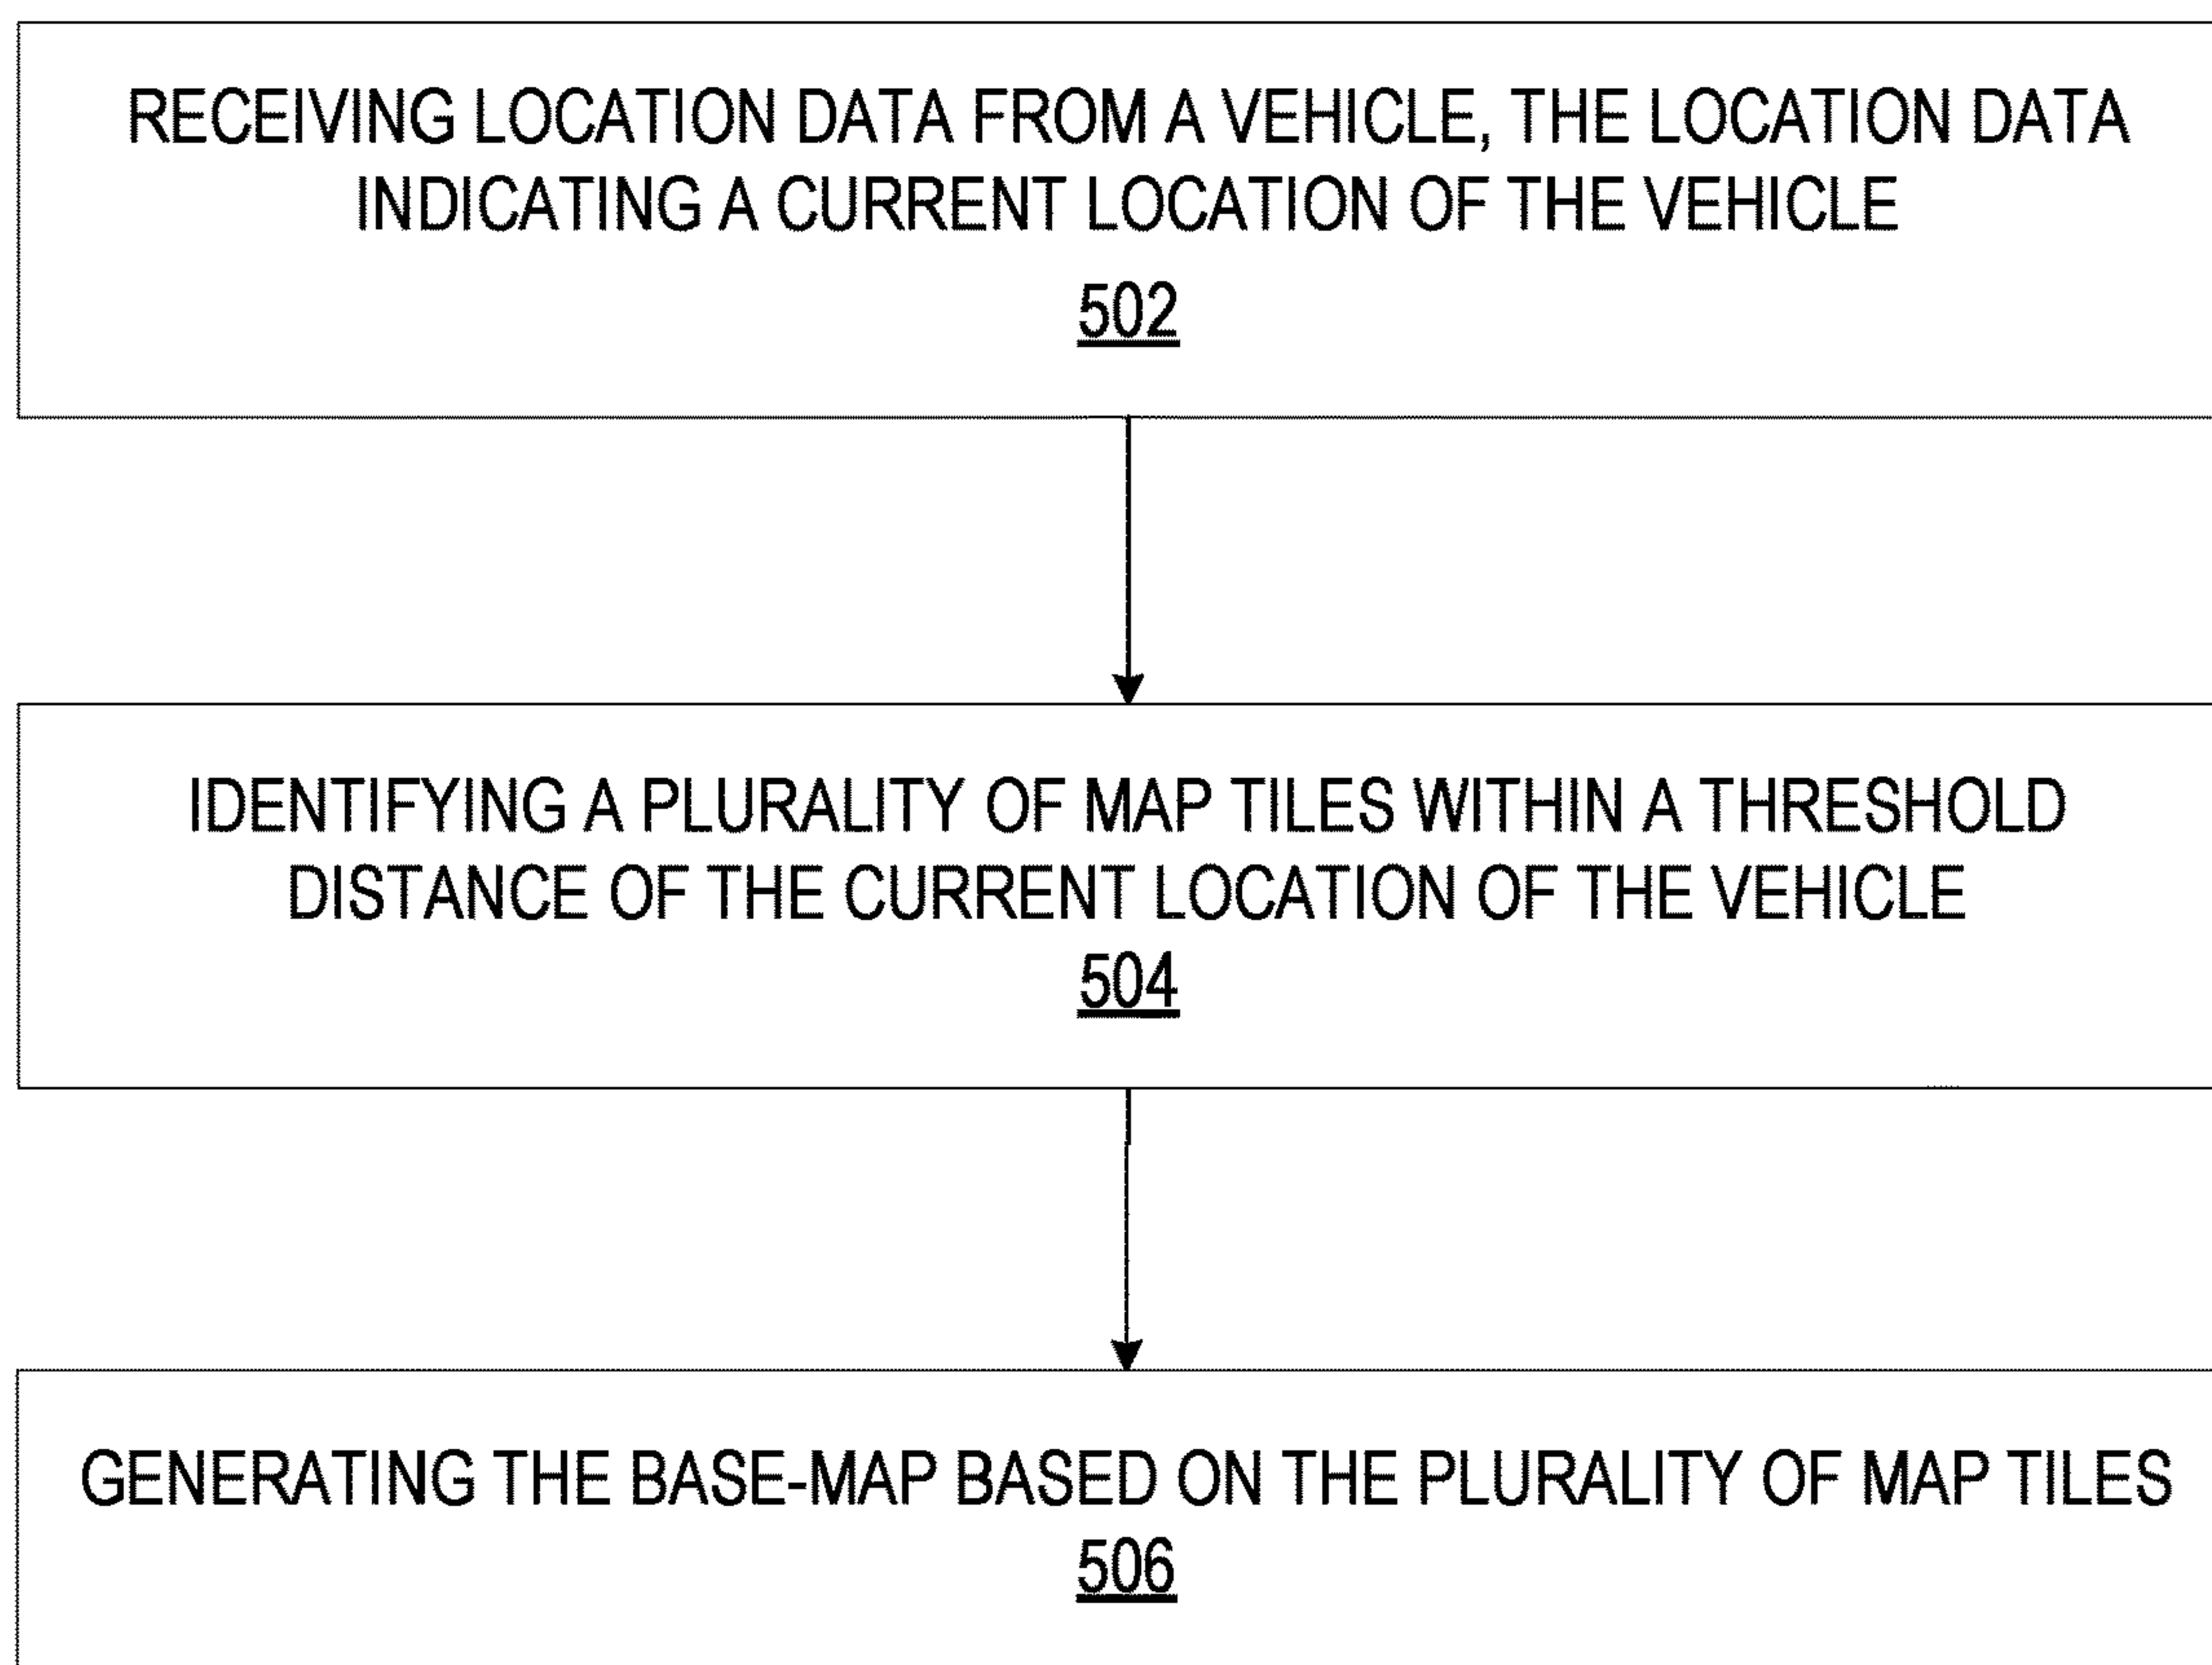 RECEIVING LOCATION DATA FROM A VEHICLE, THE LOCATION DATA
INDICATING A CURRENT LOCATION OF THE VEHICLE
502
IDENTIFYING A PLURALITY OF MAP TILES WITHIN A THRESHOLD
DISTANCE OF THE CURRENT LOCATION OF THE VEHICLE
504
GENERATING THE BASE-MAP BASED ON THE PLURALITY OF MAP TILES
506